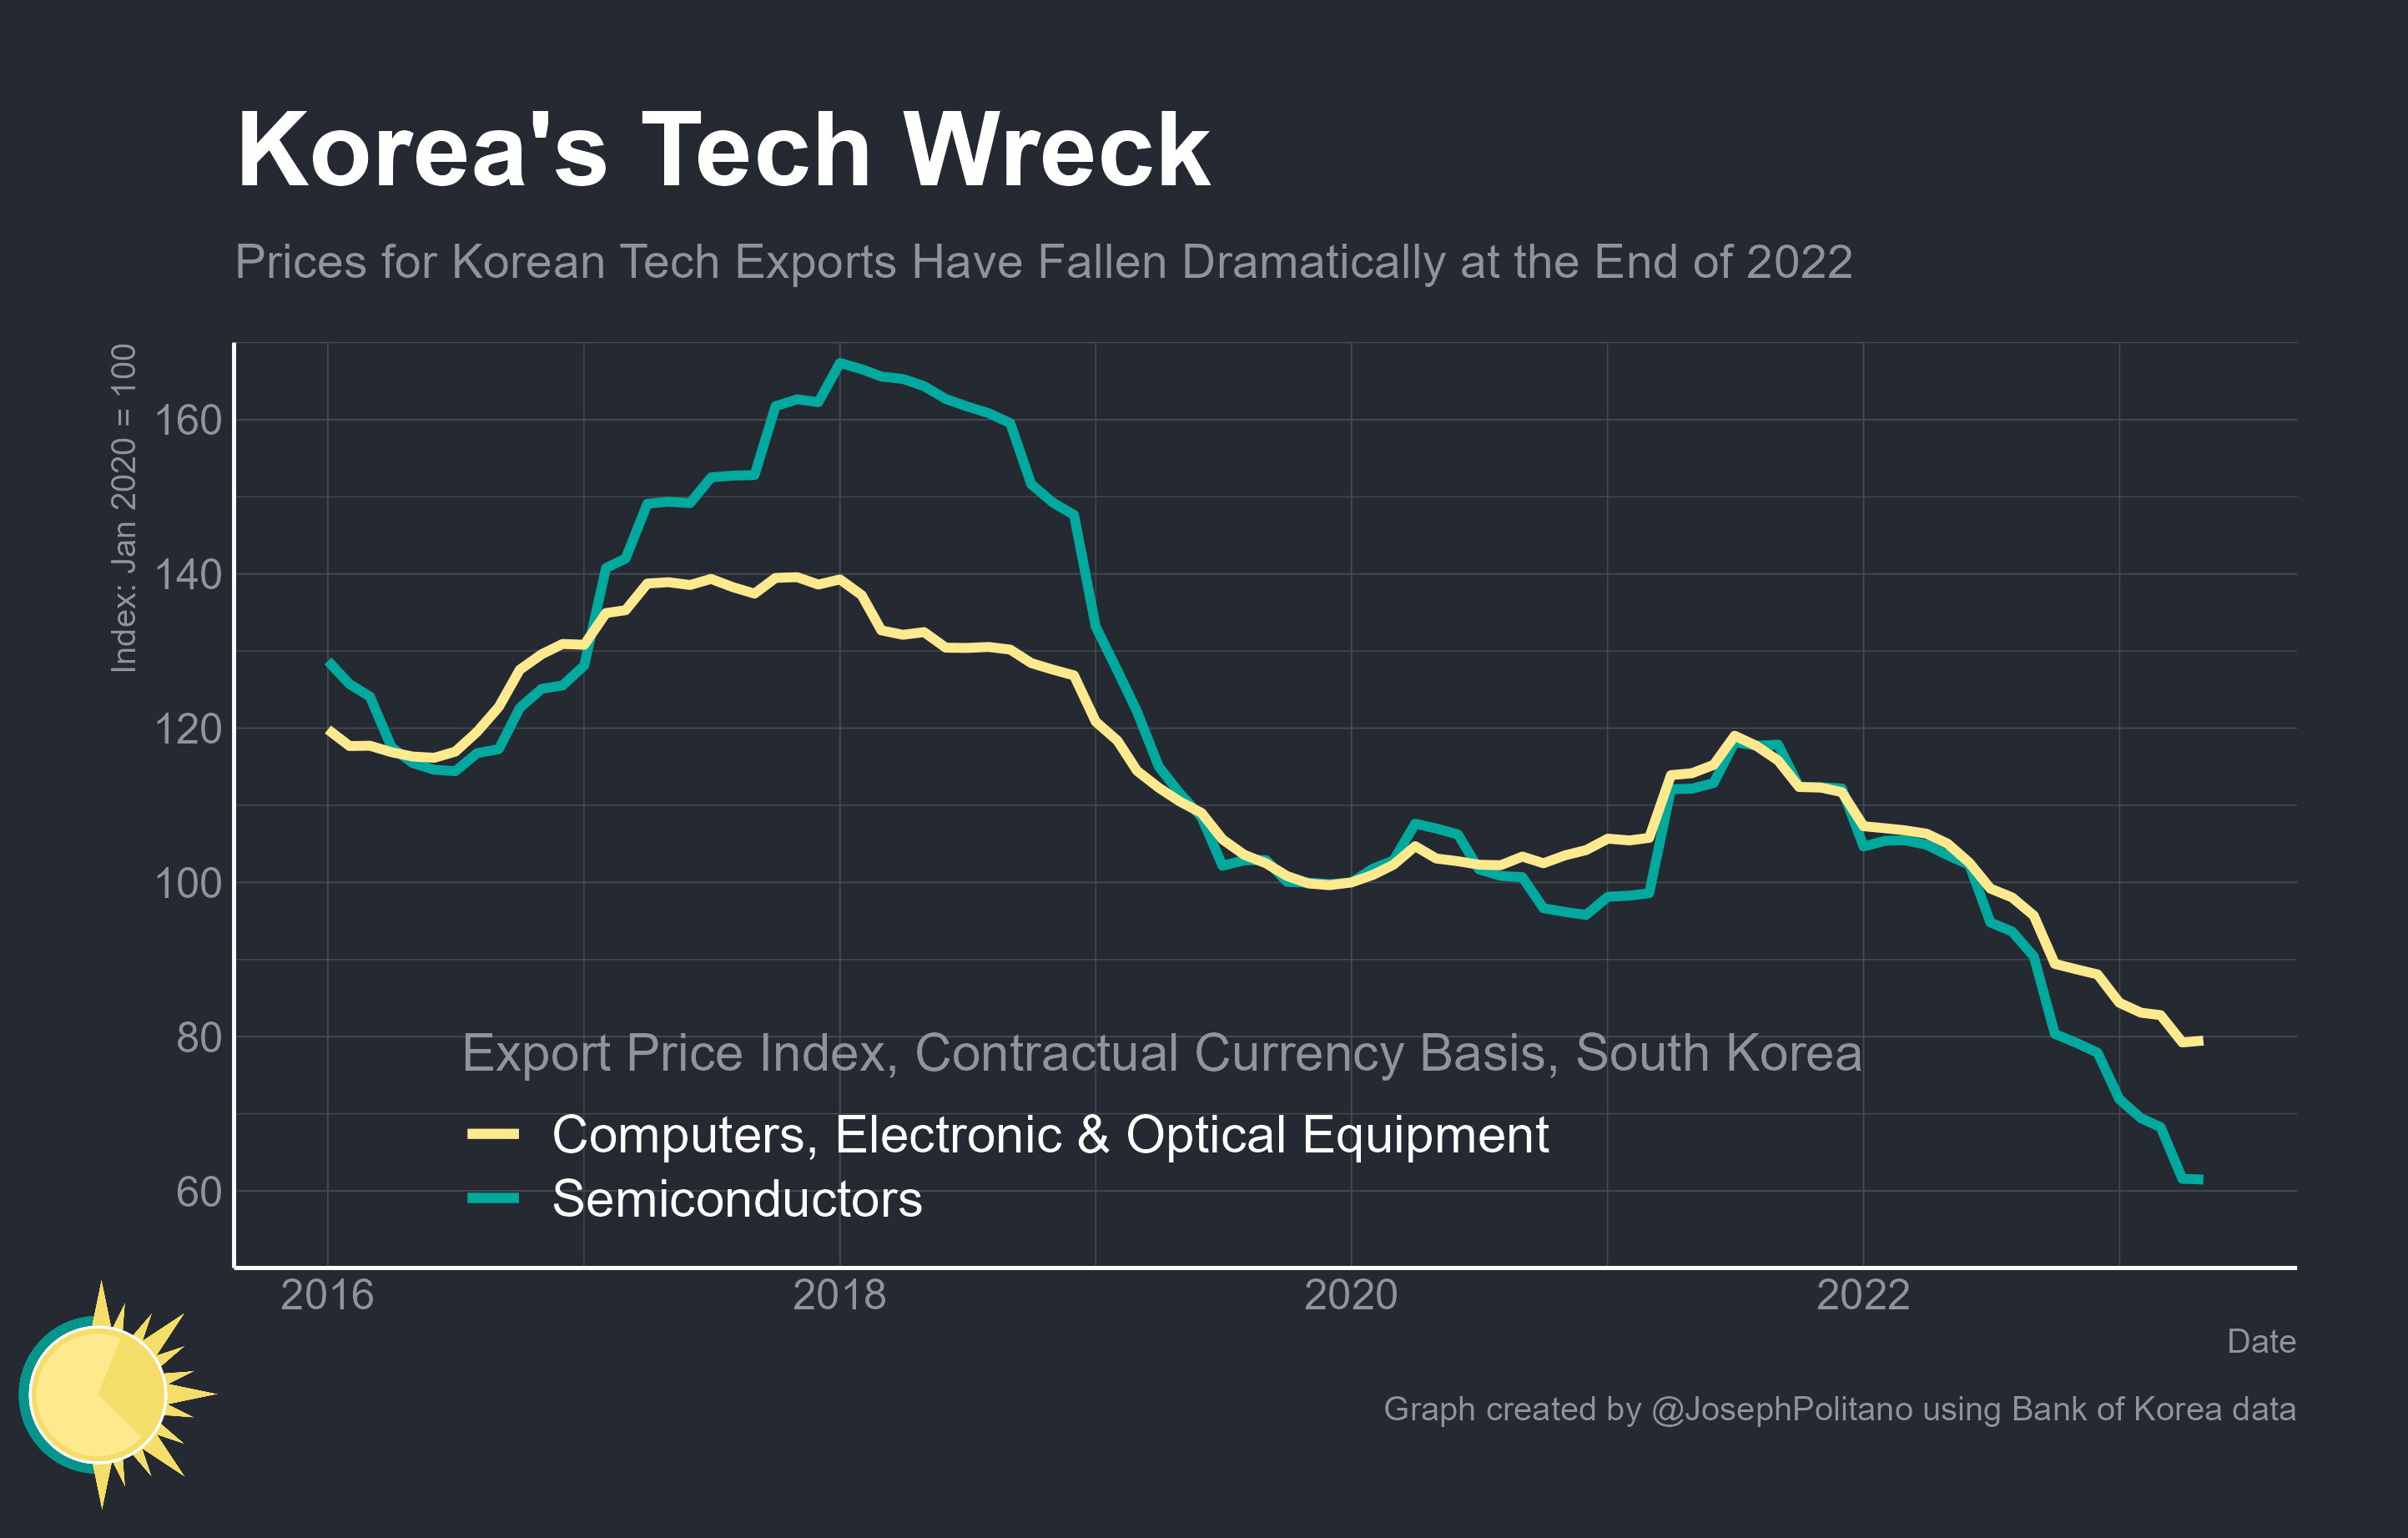 Korea's Tech Wreck
Prices for Korean Tech Exports Have Fallen Dramatically at the End of 2022
Index: Jan 2020 = 100
160
140
120
100
80
60
Export Price Index, Contractual Currency Basis, South Korea
Computers, Electronic & Optical Equipment
Semiconductors
2016 2018 2020 2022
Date
Graph created by @JosephPolitano using Bank of Korea data